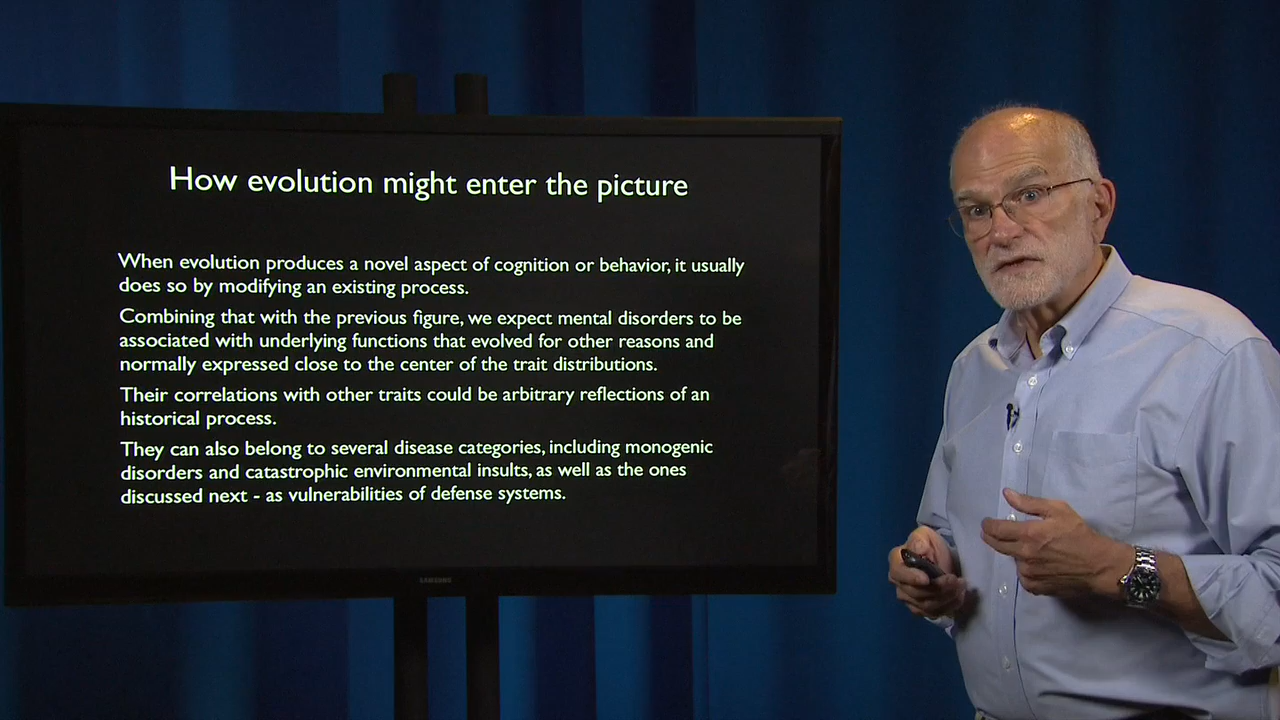 How evolution might enter the picture
When evolution produces a novel aspect of cognition or behavior, it usually
does so by modifying an existing process.
Combining that with the previous figure, we expect mental disorders to be
associated with underlying functions that evolved for other reasons and
normally expressed close to the center of the trait distributions.
Their correlations with other traits could be arbitrary reflections of an
historical process.
They can also belong to several disease categories, including monogenic
disorders and catastrophic environmental insults, as well as the ones
discussed next - as vulnerabilities of defense systems.
SAMSUNG